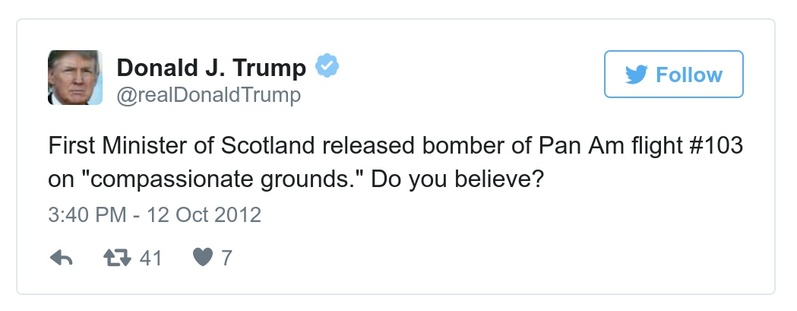 Donald J. Trump
@realDonaldTrump
Follow
First Minister of Scotland released bomber of Pan Am flight #103
on "compassionate grounds." Do you believe?
3:40 PM - 12 Oct 2012
41 7